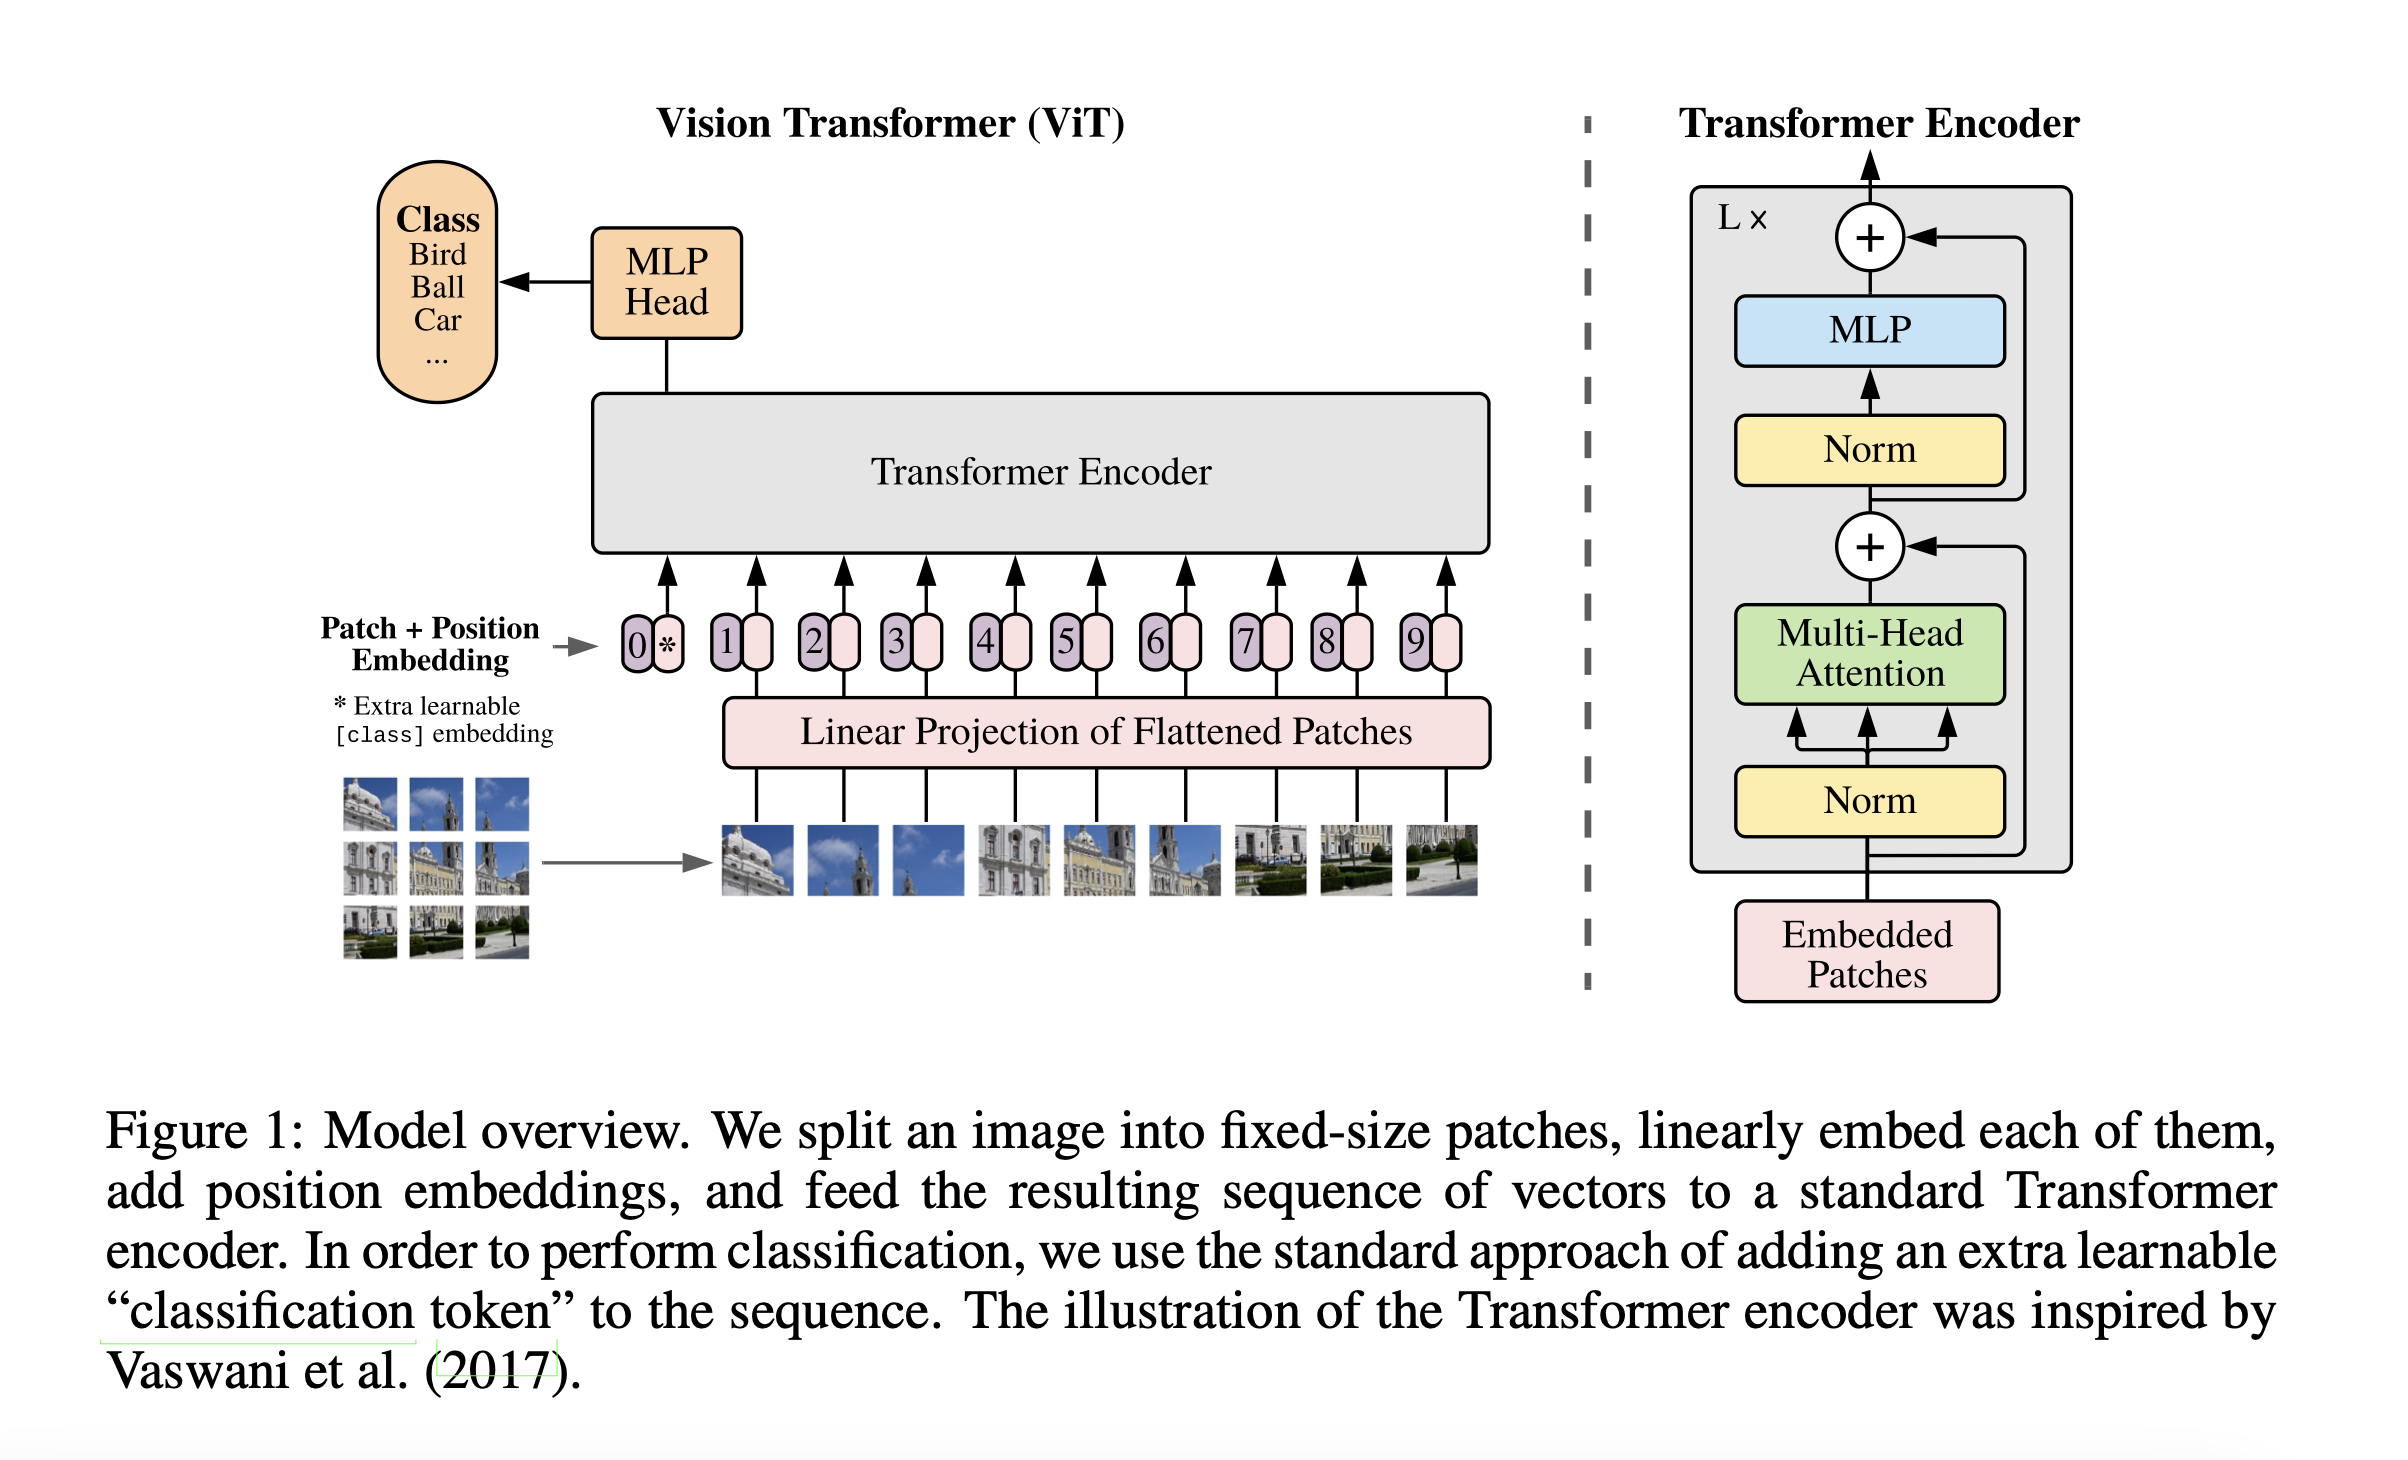 Vision Transformer (ViT)
Class
Bird
Ball
Car
...
MLP
Head
Transformer Encoder
Patch + Position
Embedding
0 * 1 2 3 4 5 6 7 8 9
* Extra learnable
[class] embedding
Linear Projection of Flattened Patches
Transformer Encoder
L ×
+
MLP
Norm
+
Multi-Head
Attention
Norm
Embedded
Patches
Figure 1: Model overview. We split an image into fixed-size patches, linearly embed each of them,
add position embeddings, and feed the resulting sequence of vectors to a standard Transformer
encoder. In order to perform classification, we use the standard approach of adding an extra learnable
“classification token” to the sequence. The illustration of the Transformer encoder was inspired by
Vaswani et al. (2017).